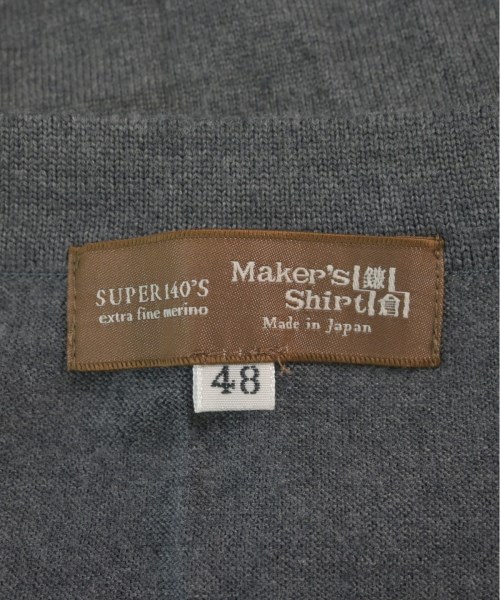 SUPER140'S
extra fine merino
Maker's 鎌
Shirt 倉
Made in Japan
48